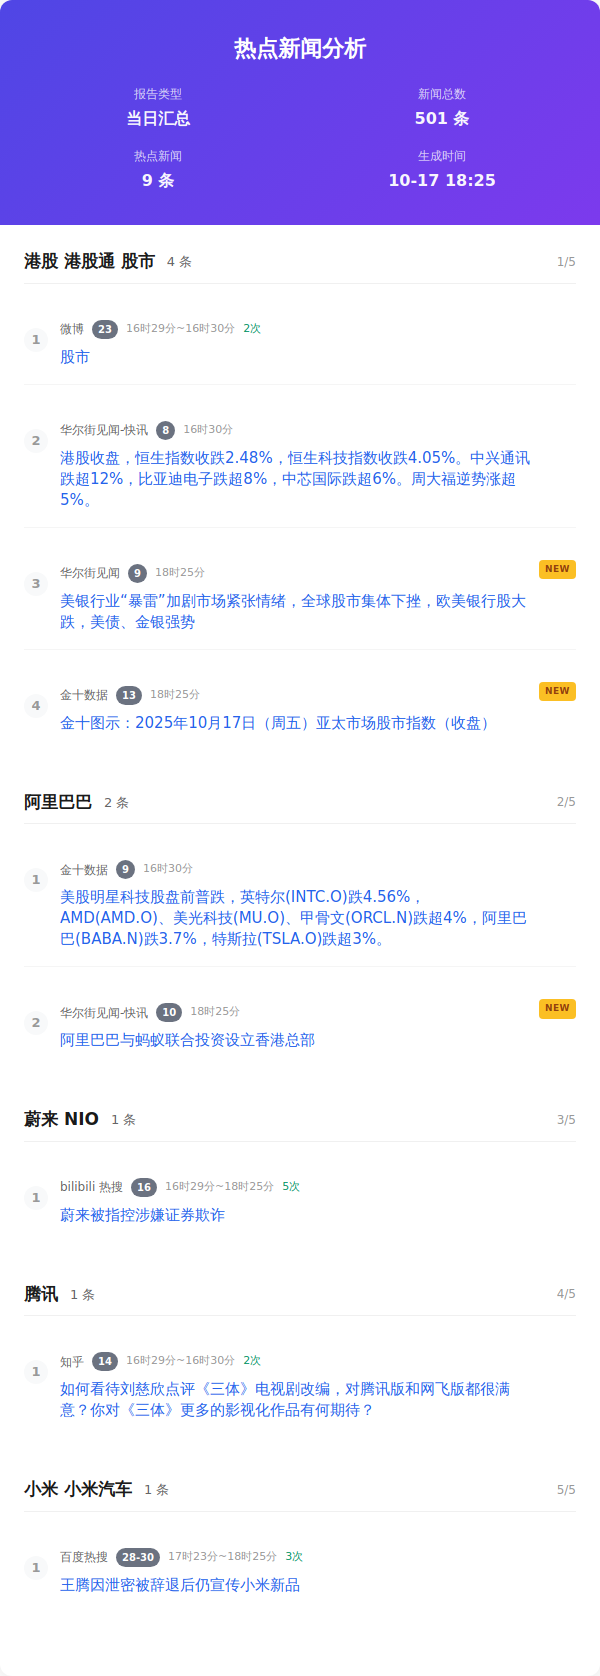 热点新闻分析
报告类型
当日汇总
新闻总数
501 条
热点新闻
9 条
生成时间
10-17 18:25
港股 港股通 股市 4 条 1/5
1
微博 23 16时29分~16时30分 2次
股市
2
华尔街见闻-快讯 8 16时30分
港股收盘，恒生指数收跌2.48%，恒生科技指数收跌4.05%。中兴通讯
跌超12%，比亚迪电子跌超8%，中芯国际跌超6%。周大福逆势涨超
5%。
3
华尔街见闻 9 18时25分 NEW
美银行业“暴雷”加剧市场紧张情绪，全球股市集体下挫，欧美银行股大
跌，美债、金银强势
4
金十数据 13 18时25分 NEW
金十图示：2025年10月17日（周五）亚太市场股市指数（收盘）
阿里巴巴 2 条 2/5
1
金十数据 9 16时30分
美股明星科技股盘前普跌，英特尔(INTC.O)跌4.56%，
AMD(AMD.O)、美光科技(MU.O)、甲骨文(ORCL.N)跌超4%，阿里巴
巴(BABA.N)跌3.7%，特斯拉(TSLA.O)跌超3%。
2
华尔街见闻-快讯 10 18时25分 NEW
阿里巴巴与蚂蚁联合投资设立香港总部
蔚来 NIO 1 条 3/5
1
bilibili 热搜 16 16时29分~18时25分 5次
蔚来被指控涉嫌证券欺诈
腾讯 1 条 4/5
1
知乎 14 16时29分~16时30分 2次
如何看待刘慈欣点评《三体》电视剧改编，对腾讯版和网飞版都很满
意？你对《三体》更多的影视化作品有何期待？
小米 小米汽车 1 条 5/5
1
百度热搜 28-30 17时23分~18时25分 3次
王腾因泄密被辞退后仍宣传小米新品